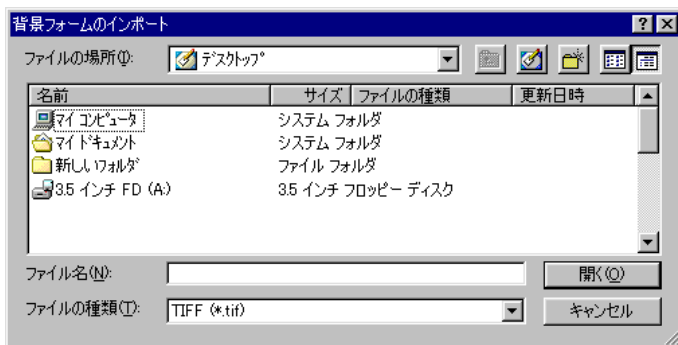 背景フォームのインポート
ファイルの場所(I): デスクトップ
名前 サイズ ファイルの種類 更新日時
マイ コンピュータ システム フォルダ
マイ ドキュメント システム フォルダ
新しいフォルダ ファイル フォルダ
3.5 インチ FD (A:) 3.5 インチ フロッピー ディスク
ファイル名(N): 開く(O)
ファイルの種類(T): TIFF (*.tif) キャンセル